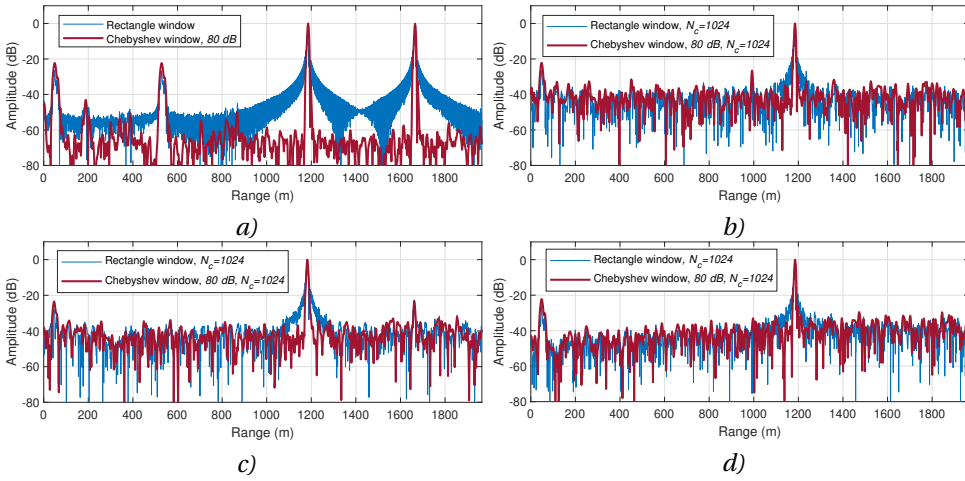 Rectangle window
Chebyshev window, 80 dB
Amplitude (dB)
0
-20
-40
-60
-80
0 200 400 600 800 1000 1200 1400 1600 1800
Range (m)
a)
Rectangle window, N_c=1024
Chebyshev window, 80 dB, N_c=1024
Amplitude (dB)
0
-20
-40
-60
-80
0 200 400 600 800 1000 1200 1400 1600 1800
Range (m)
b)
Rectangle window, N_c=1024
Chebyshev window, 80 dB, N_c=1024
Amplitude (dB)
0
-20
-40
-60
-80
0 200 400 600 800 1000 1200 1400 1600 1800
Range (m)
c)
Rectangle window, N_c=1024
Chebyshev window, 80 dB, N_c=1024
Amplitude (dB)
0
-20
-40
-60
-80
0 200 400 600 800 1000 1200 1400 1600 1800
Range (m)
d)